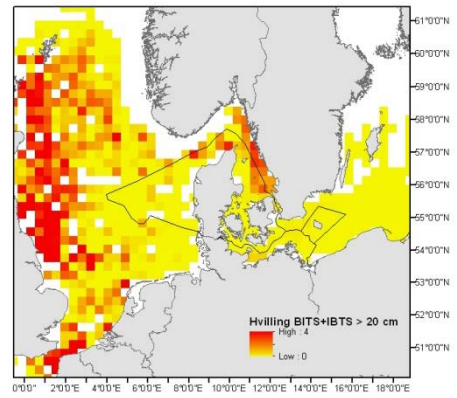 61°0'0"N
60°0'0"N
59°0'0"N
58°0'0"N
57°0'0"N
56°0'0"N
55°0'0"N
54°0'0"N
53°0'0"N
52°0'0"N
51°0'0"N
Hvilling BITS+IBTS > 20 cm
High : 4
Low : 0
0°0'0"E 2°0'0"E 4°0'0"E 6°0'0"E 8°0'0"E 10°0'0"E 12°0'0"E 14°0'0"E 16°0'0"E 18°0'0"E